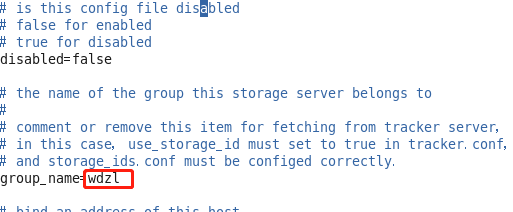 # is this config file disabled
# false for enabled
# true for disabled
disabled=false
# the name of the group this storage server belongs to
#
# comment or remove this item for fetching from tracker server,
# in this case, use_storage_id must set to true in tracker.conf,
# and storage_ids.conf must be configed correctly.
group_name=wdzl
# bind an address of this host